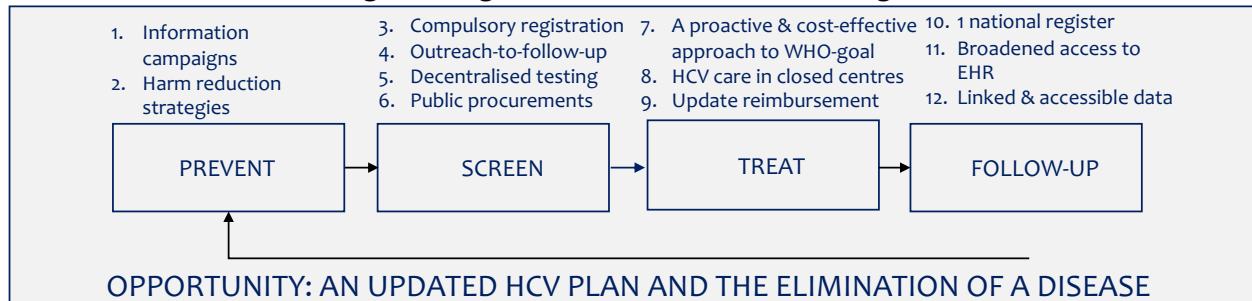 1. Information
campaigns
2. Harm reduction
strategies
3. Compulsory registration
4. Outreach-to-follow-up
5. Decentralised testing
6. Public procurements
7. A proactive & cost-effective
approach to WHO-goal
8. HCV care in closed centres
9. Update reimbursement
10. 1 national register
11. Broadened access to
EHR
12. Linked & accessible data
PREVENT
SCREEN
TREAT
FOLLOW-UP
OPPORTUNITY: AN UPDATED HCV PLAN AND THE ELIMINATION OF A DISEASE